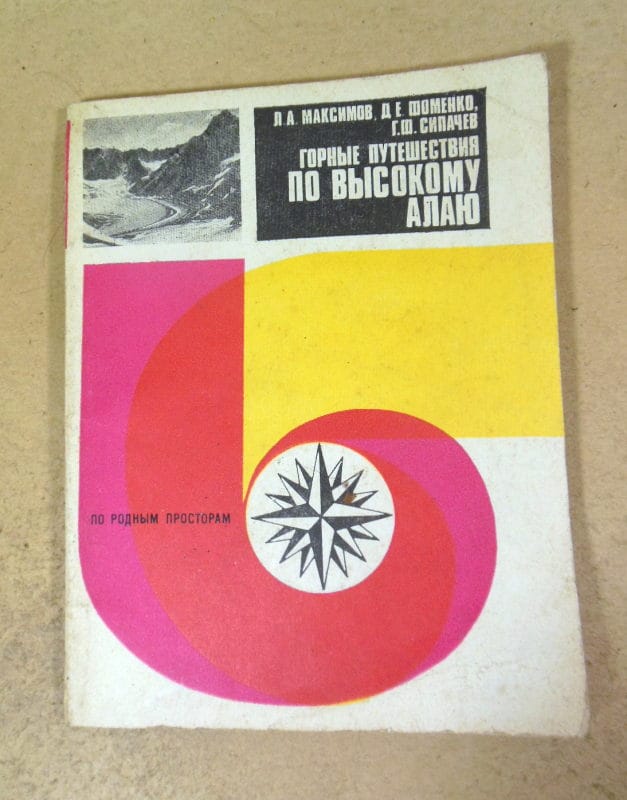 Л.А. МАКСИМОВ, Д.Е. ФОМЕНКО,
Г.Ф. СИПАЧЕВ
ГОРНЫЕ ПУТЕШЕСТВИЯ
ПО ВЫСОКОМУ
АЛАЮ
ПО РОДНЫМ ПРОСТОРАМ